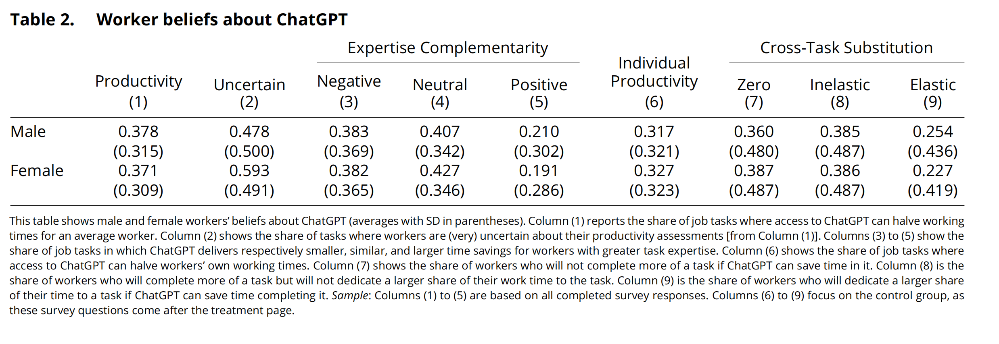 Table 2. Worker beliefs about ChatGPT
Expertise Complementarity Cross-Task Substitution
Individual
Productivity Uncertain Negative Neutral Positive Productivity Zero Inelastic Elastic
(1) (2) (3) (4) (5) (6) (7) (8) (9)
Male 0.378 0.478 0.383 0.407 0.210 0.317 0.360 0.385 0.254
(0.315) (0.500) (0.369) (0.342) (0.302) (0.321) (0.480) (0.487) (0.436)
Female 0.371 0.593 0.382 0.427 0.191 0.327 0.387 0.386 0.227
(0.309) (0.491) (0.365) (0.346) (0.286) (0.323) (0.487) (0.487) (0.419)
This table shows male and female workers’ beliefs about ChatGPT (averages with SD in parentheses). Column (1) reports the share of job tasks where access to ChatGPT can halve working
times for an average worker. Column (2) shows the share of tasks where workers are (very) uncertain about their productivity assessments [from Column (1)]. Columns (3) to (5) show the
share of job tasks in which ChatGPT delivers respectively smaller, similar, and larger time savings for workers with greater task expertise. Column (6) shows the share of job tasks where
access to ChatGPT can halve workers’ own working times. Column (7) shows the share of workers who will not complete more of a task if ChatGPT can save time in it. Column (8) is the
share of workers who will complete more of a task but will not dedicate a larger share of their work time to the task. Column (9) is the share of workers who will dedicate a larger share
of their time to a task if ChatGPT can save time completing it. Sample: Columns (1) to (5) are based on all completed survey responses. Columns (6) to (9) focus on the control group, as
these survey questions come after the treatment page.